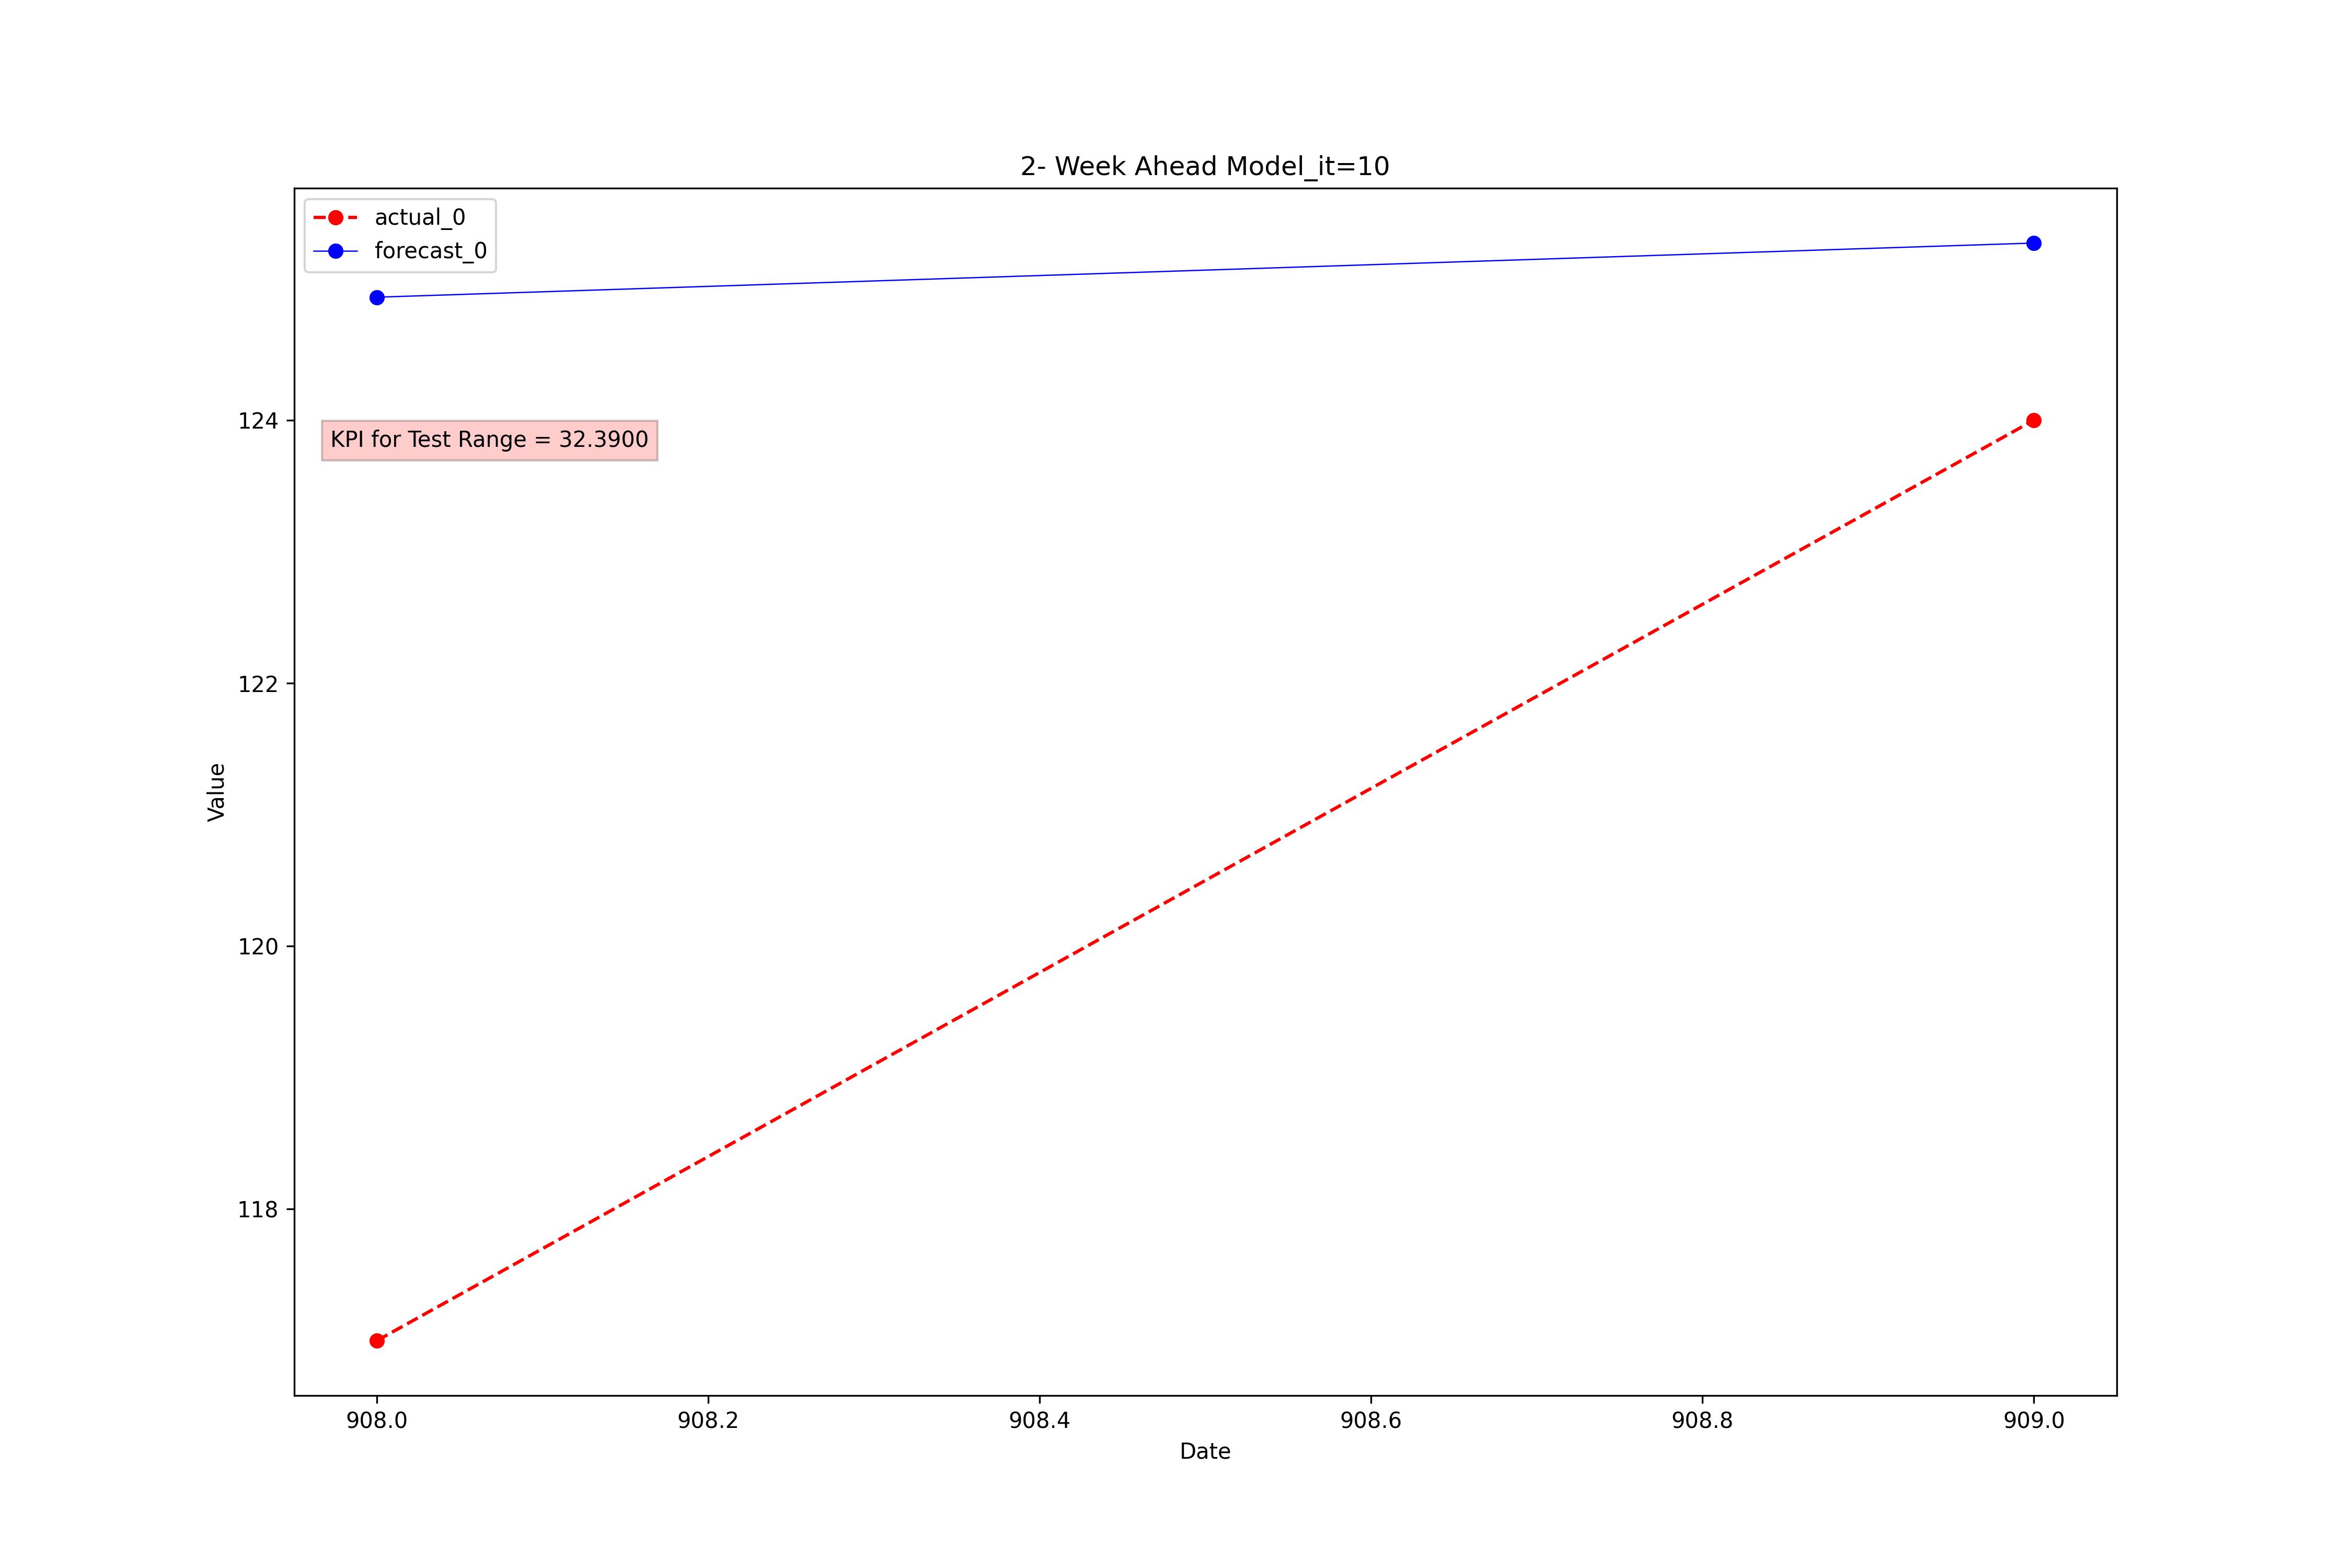 2- Week Ahead Model_it=10
actual_0
forecast_0
KPI for Test Range = 32.3900
124
122
120
118
Value
908.0 908.2 908.4 908.6 908.8 909.0
Date